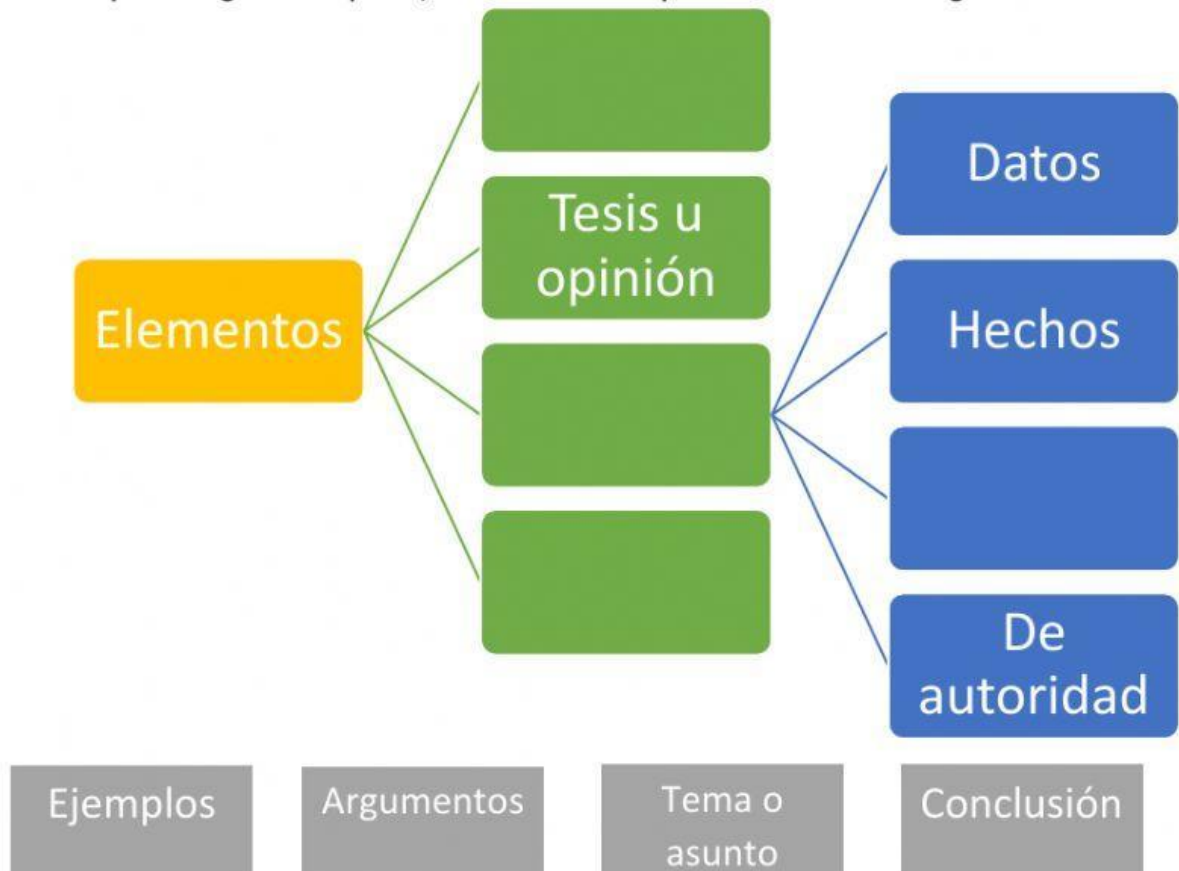 Elementos
Tesis u
opinión
Datos
Hechos
De
autoridad
Ejemplos
Argumentos
Tema o
asunto
Conclusión